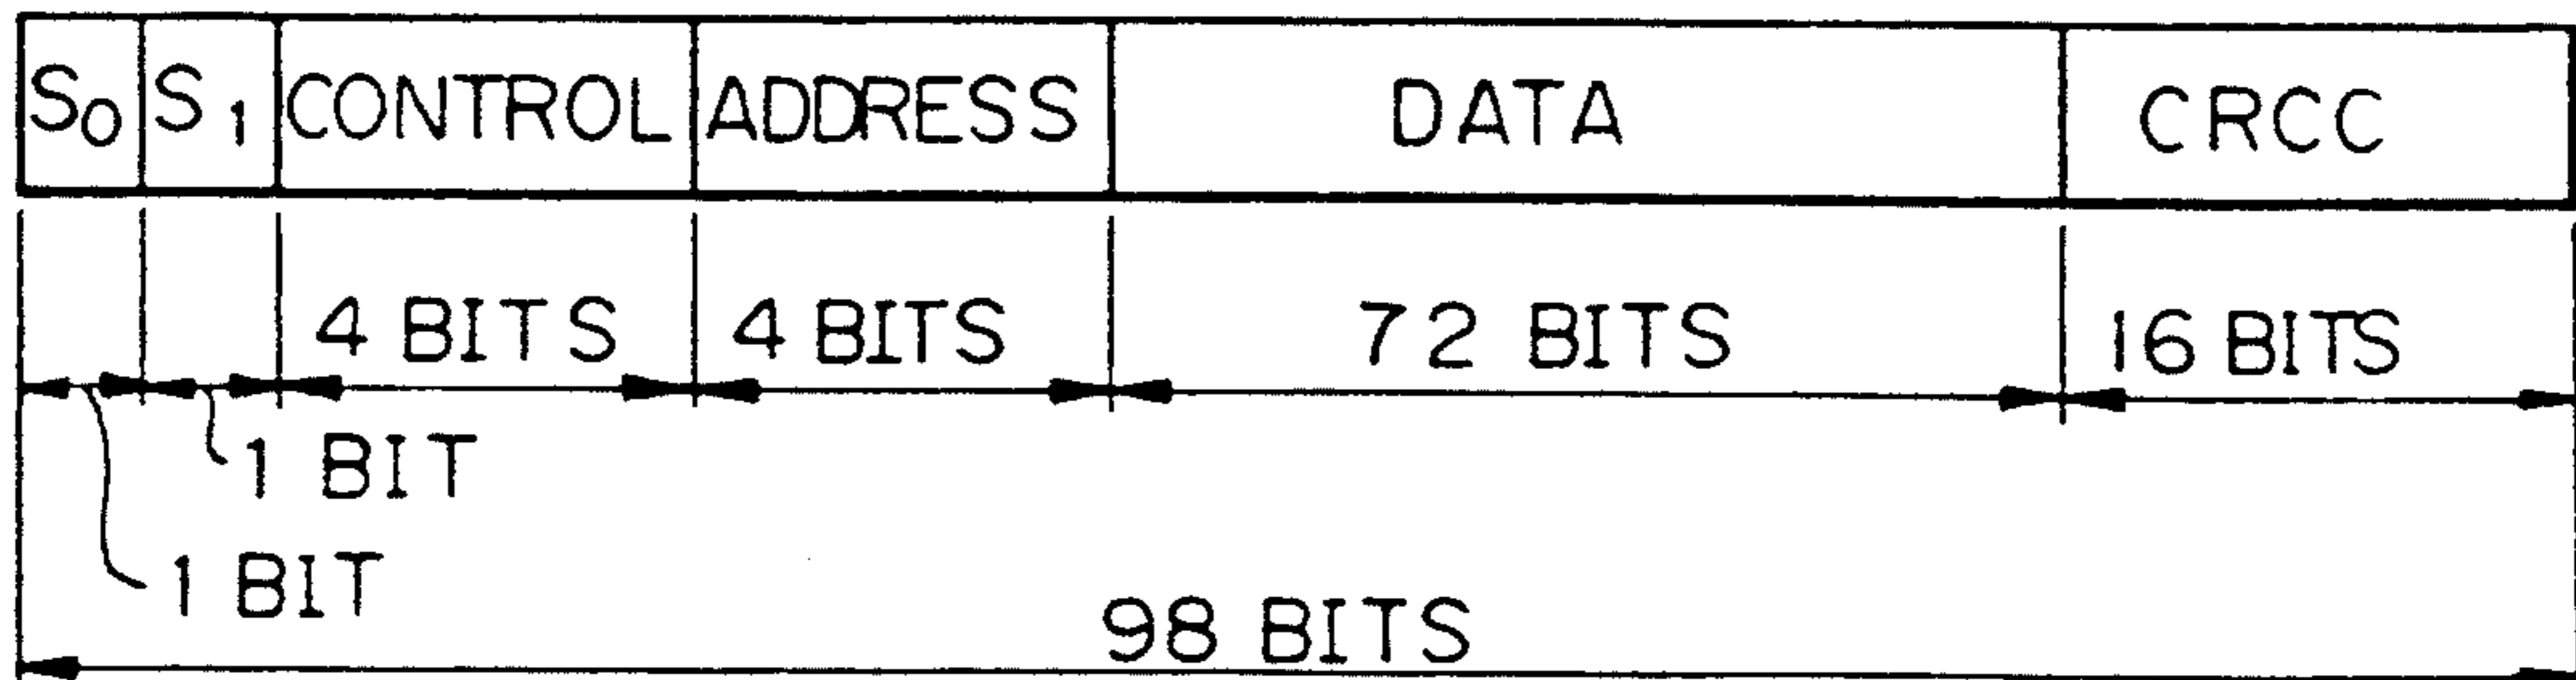 S₀ S₁ CONTROL ADDRESS DATA CRCC
4 BITS 4 BITS 72 BITS 16 BITS
1 BIT
1 BIT
98 BITS